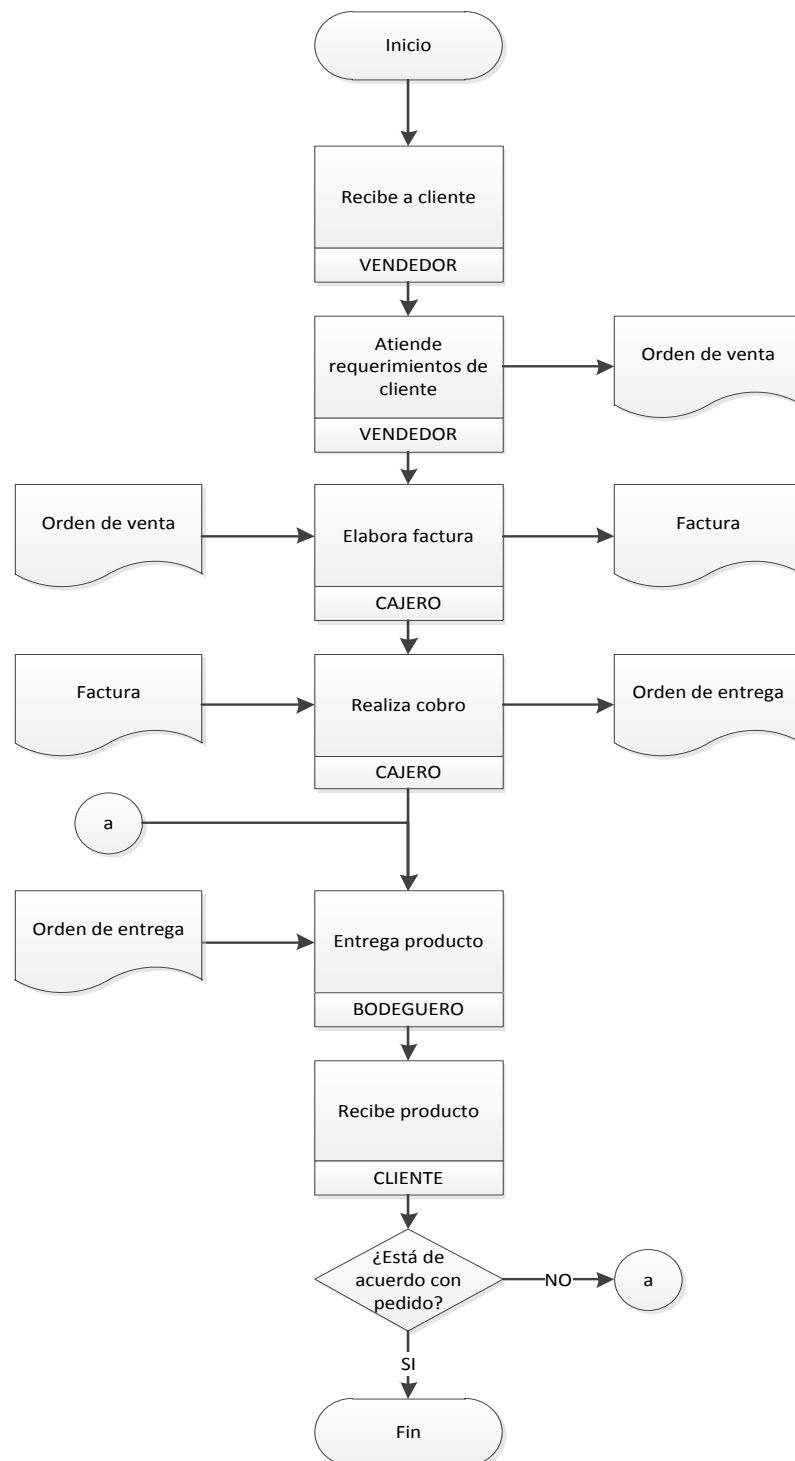 Inicio
Recibe a cliente
VENDEDOR
Atiende
requerimientos de
cliente
VENDEDOR
Orden de venta
Orden de venta
Elabora factura
CAJERO
Factura
Factura
Realiza cobro
CAJERO
Orden de entrega
a
Orden de entrega
Entrega producto
BODEGUERO
Recibe producto
CLIENTE
¿Está de
acuerdo con
pedido?
NO
a
SI
Fin